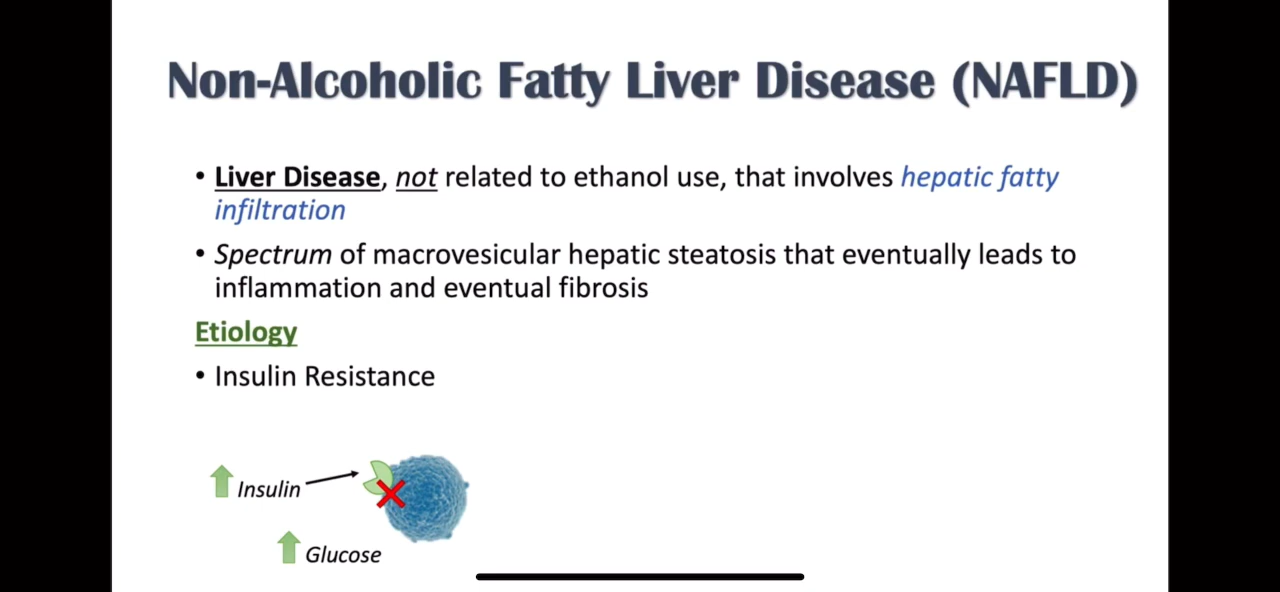 Non-Alcoholic Fatty Liver Disease (NAFLD)
• Liver Disease, not related to ethanol use, that involves hepatic fatty
infiltration
• Spectrum of macrovesicular hepatic steatosis that eventually leads to
inflammation and eventual fibrosis
Etiology
• Insulin Resistance
Insulin
Glucose